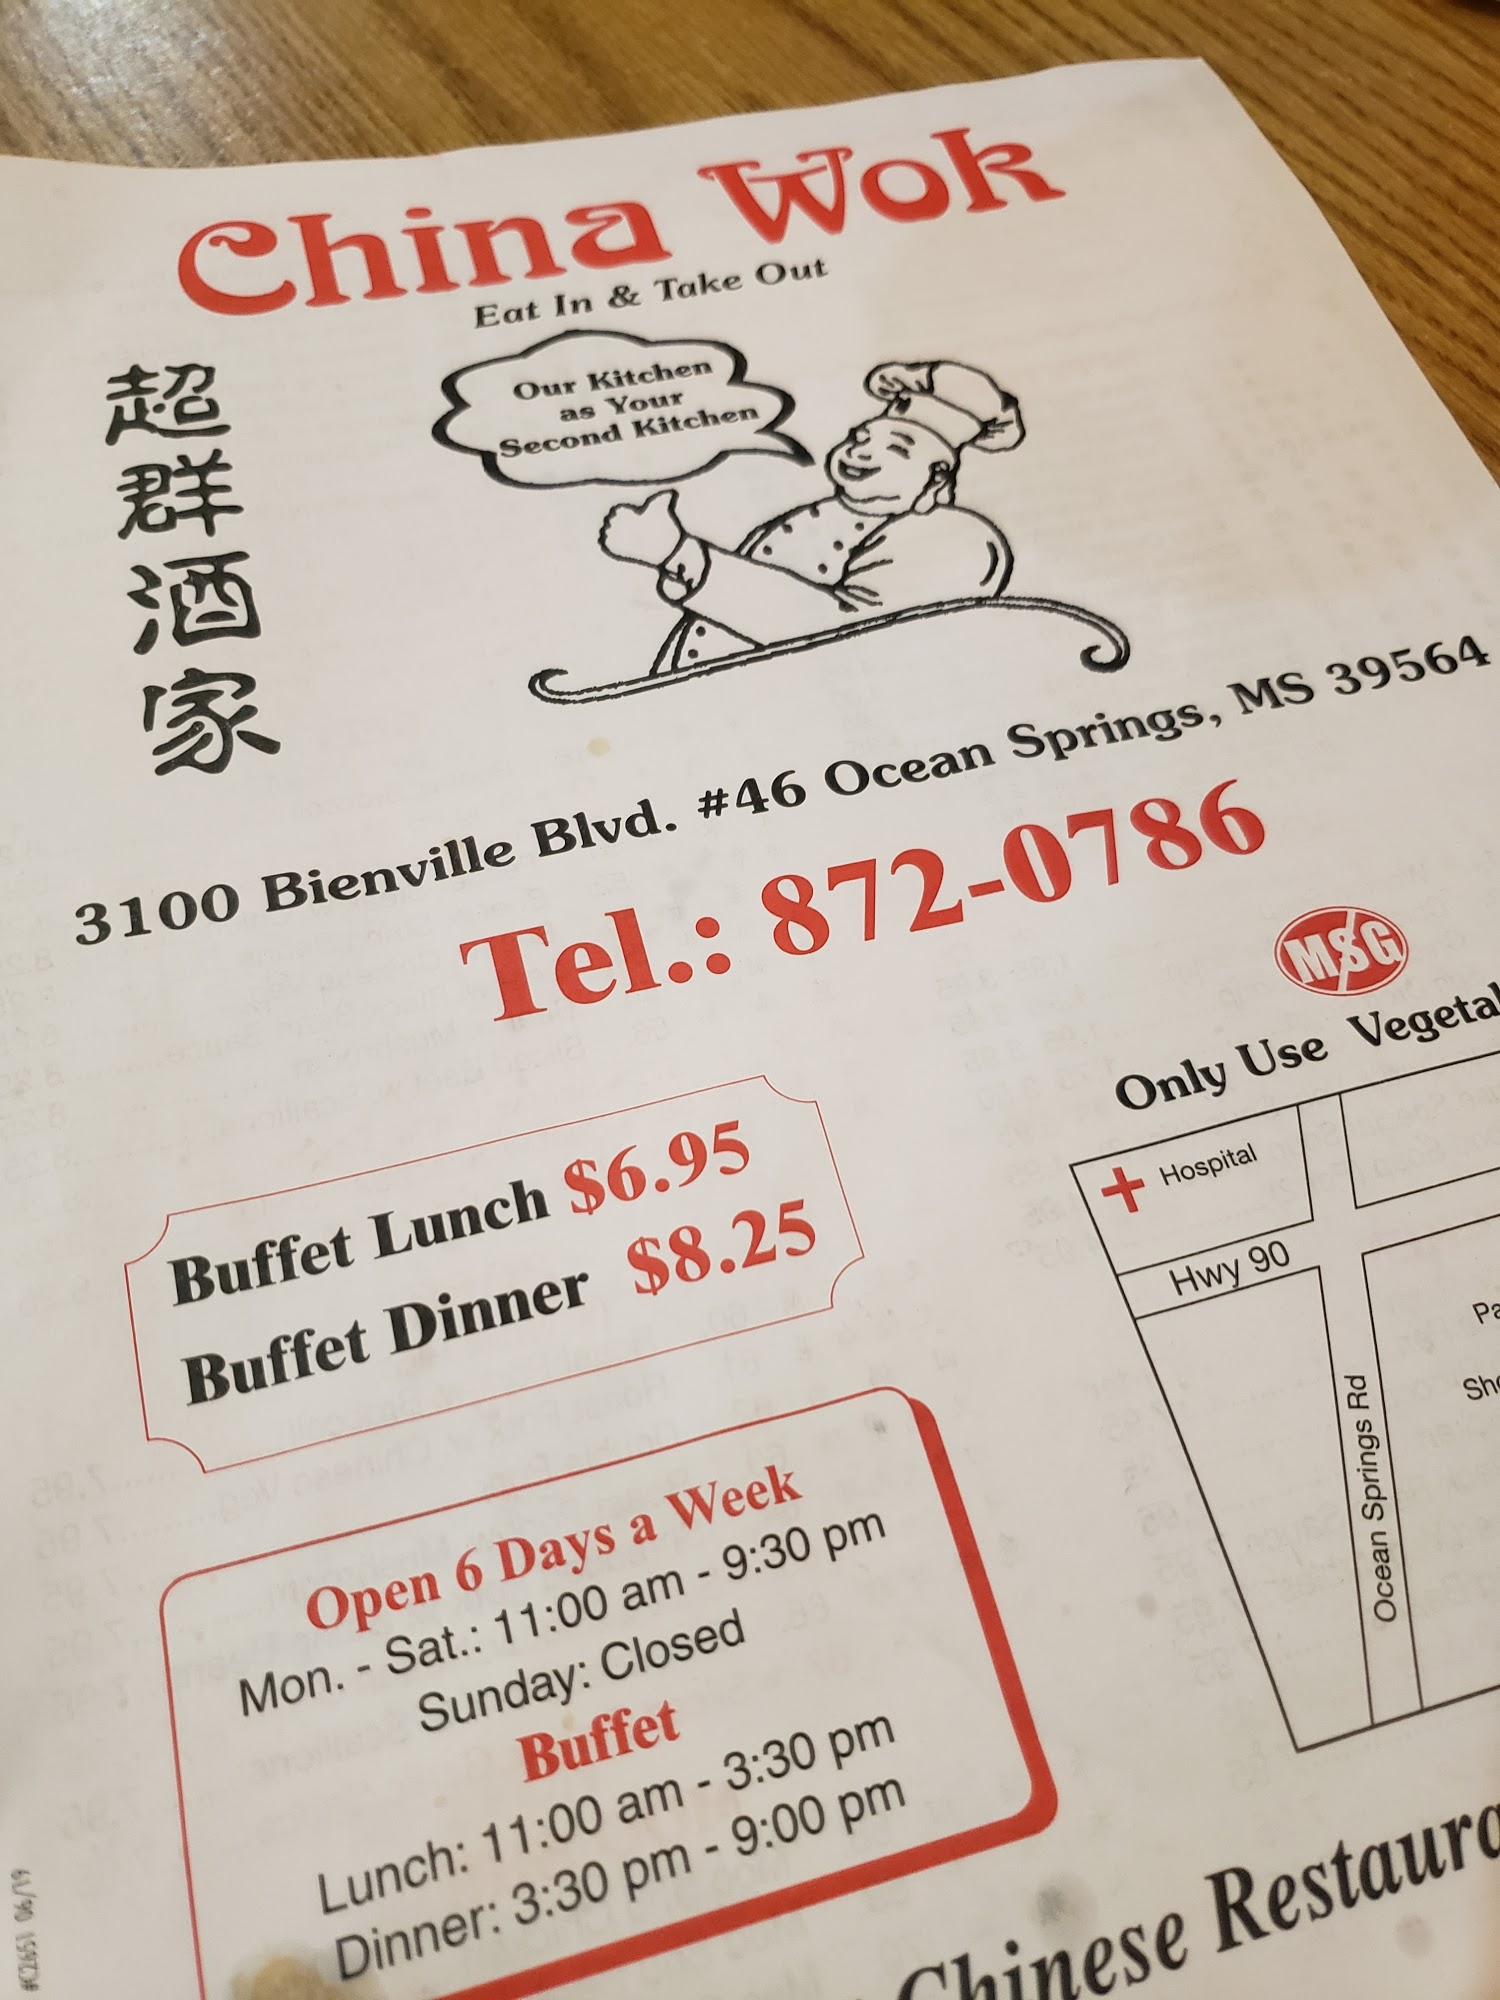 China Wok
Eat In & Take Out
超群酒家
Our Kitchen
as Your
Second Kitchen
3100 Bienville Blvd. #46 Ocean Springs, MS 39564
Tel.: 872-0786
MSG
Only Use
Buffet Lunch $6.95
Buffet Dinner $8.25
Hospital
Hwy 90
Ocean Springs Rd
Open 6 Days a Week
Mon. - Sat.: 11:00 am - 9:30 pm
Sunday: Closed
Buffet
Lunch: 11:00 am - 3:30 pm
Dinner: 3:30 pm - 9:00 pm
Chinese
#C2651 06/19